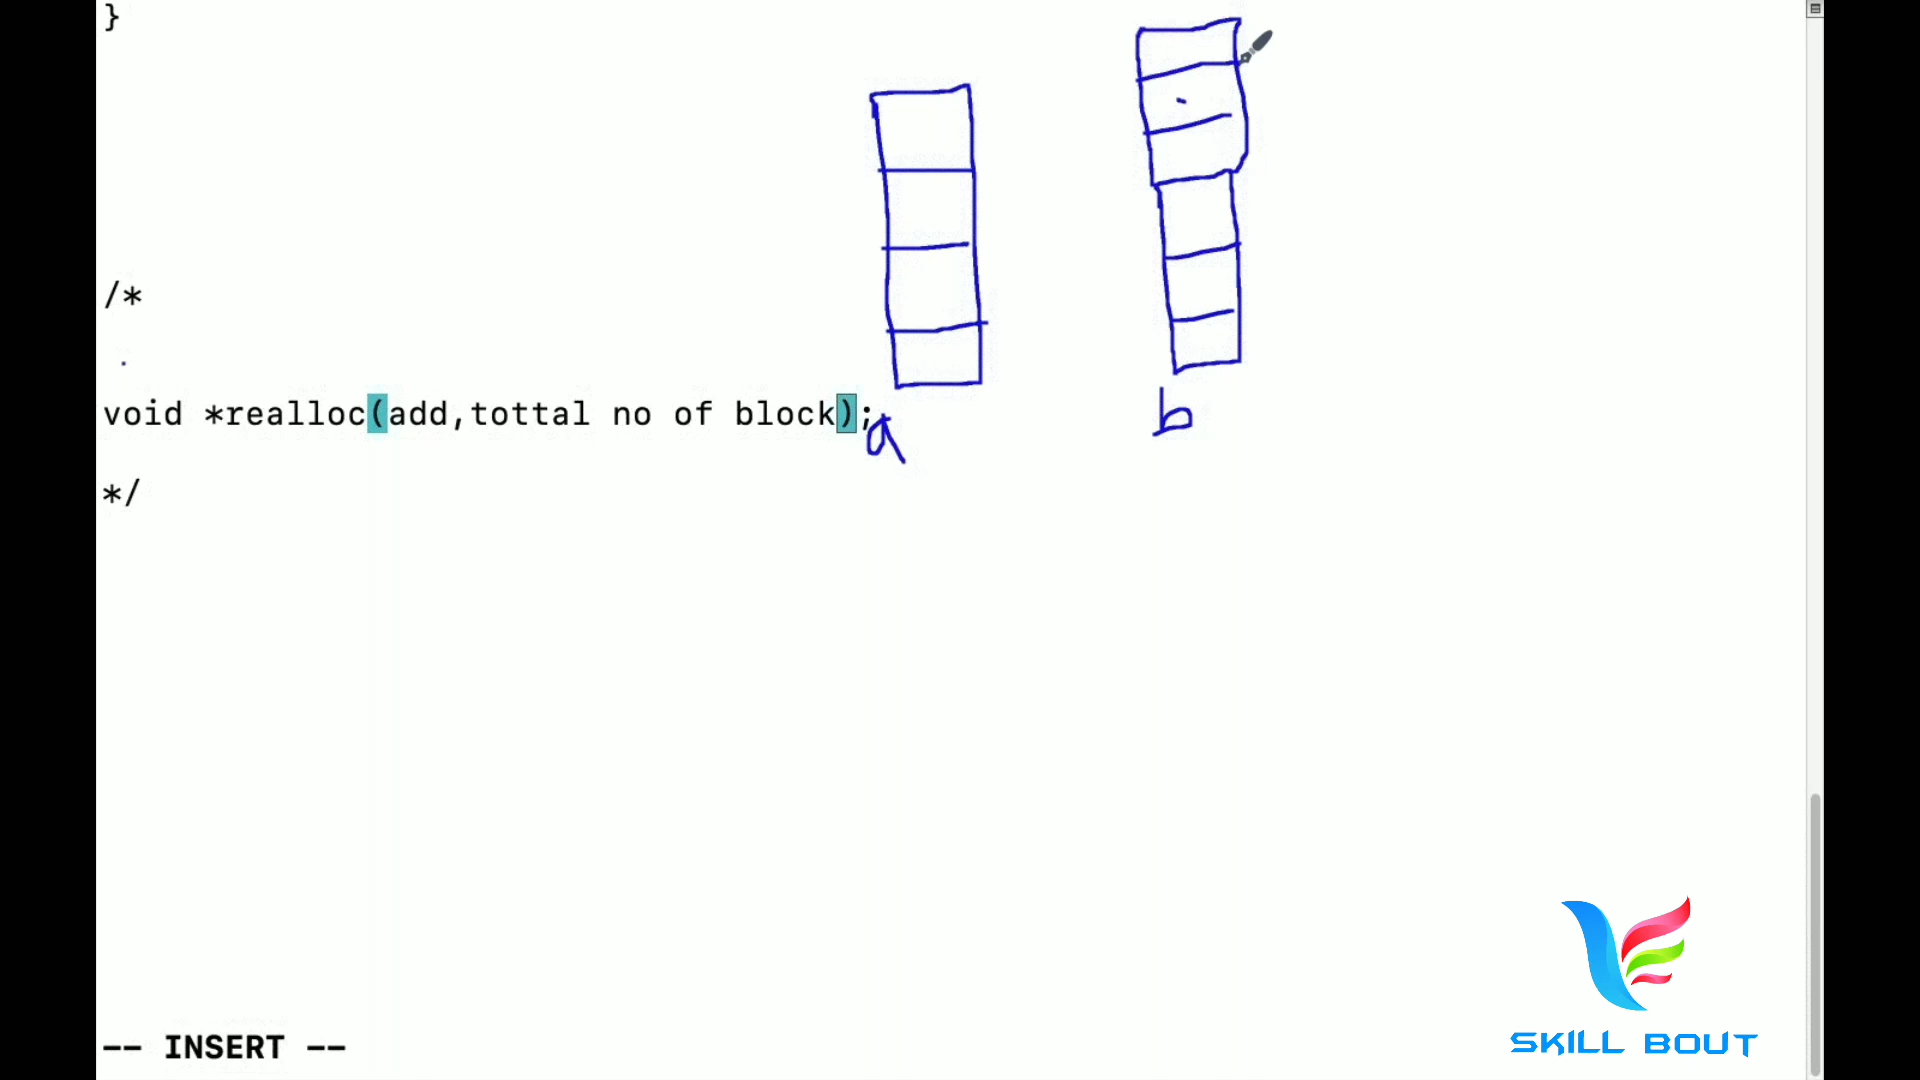 }
/*
.
void *realloc(add,tottal no of block);
*/
a
b
-- INSERT --
SKILL BOUT